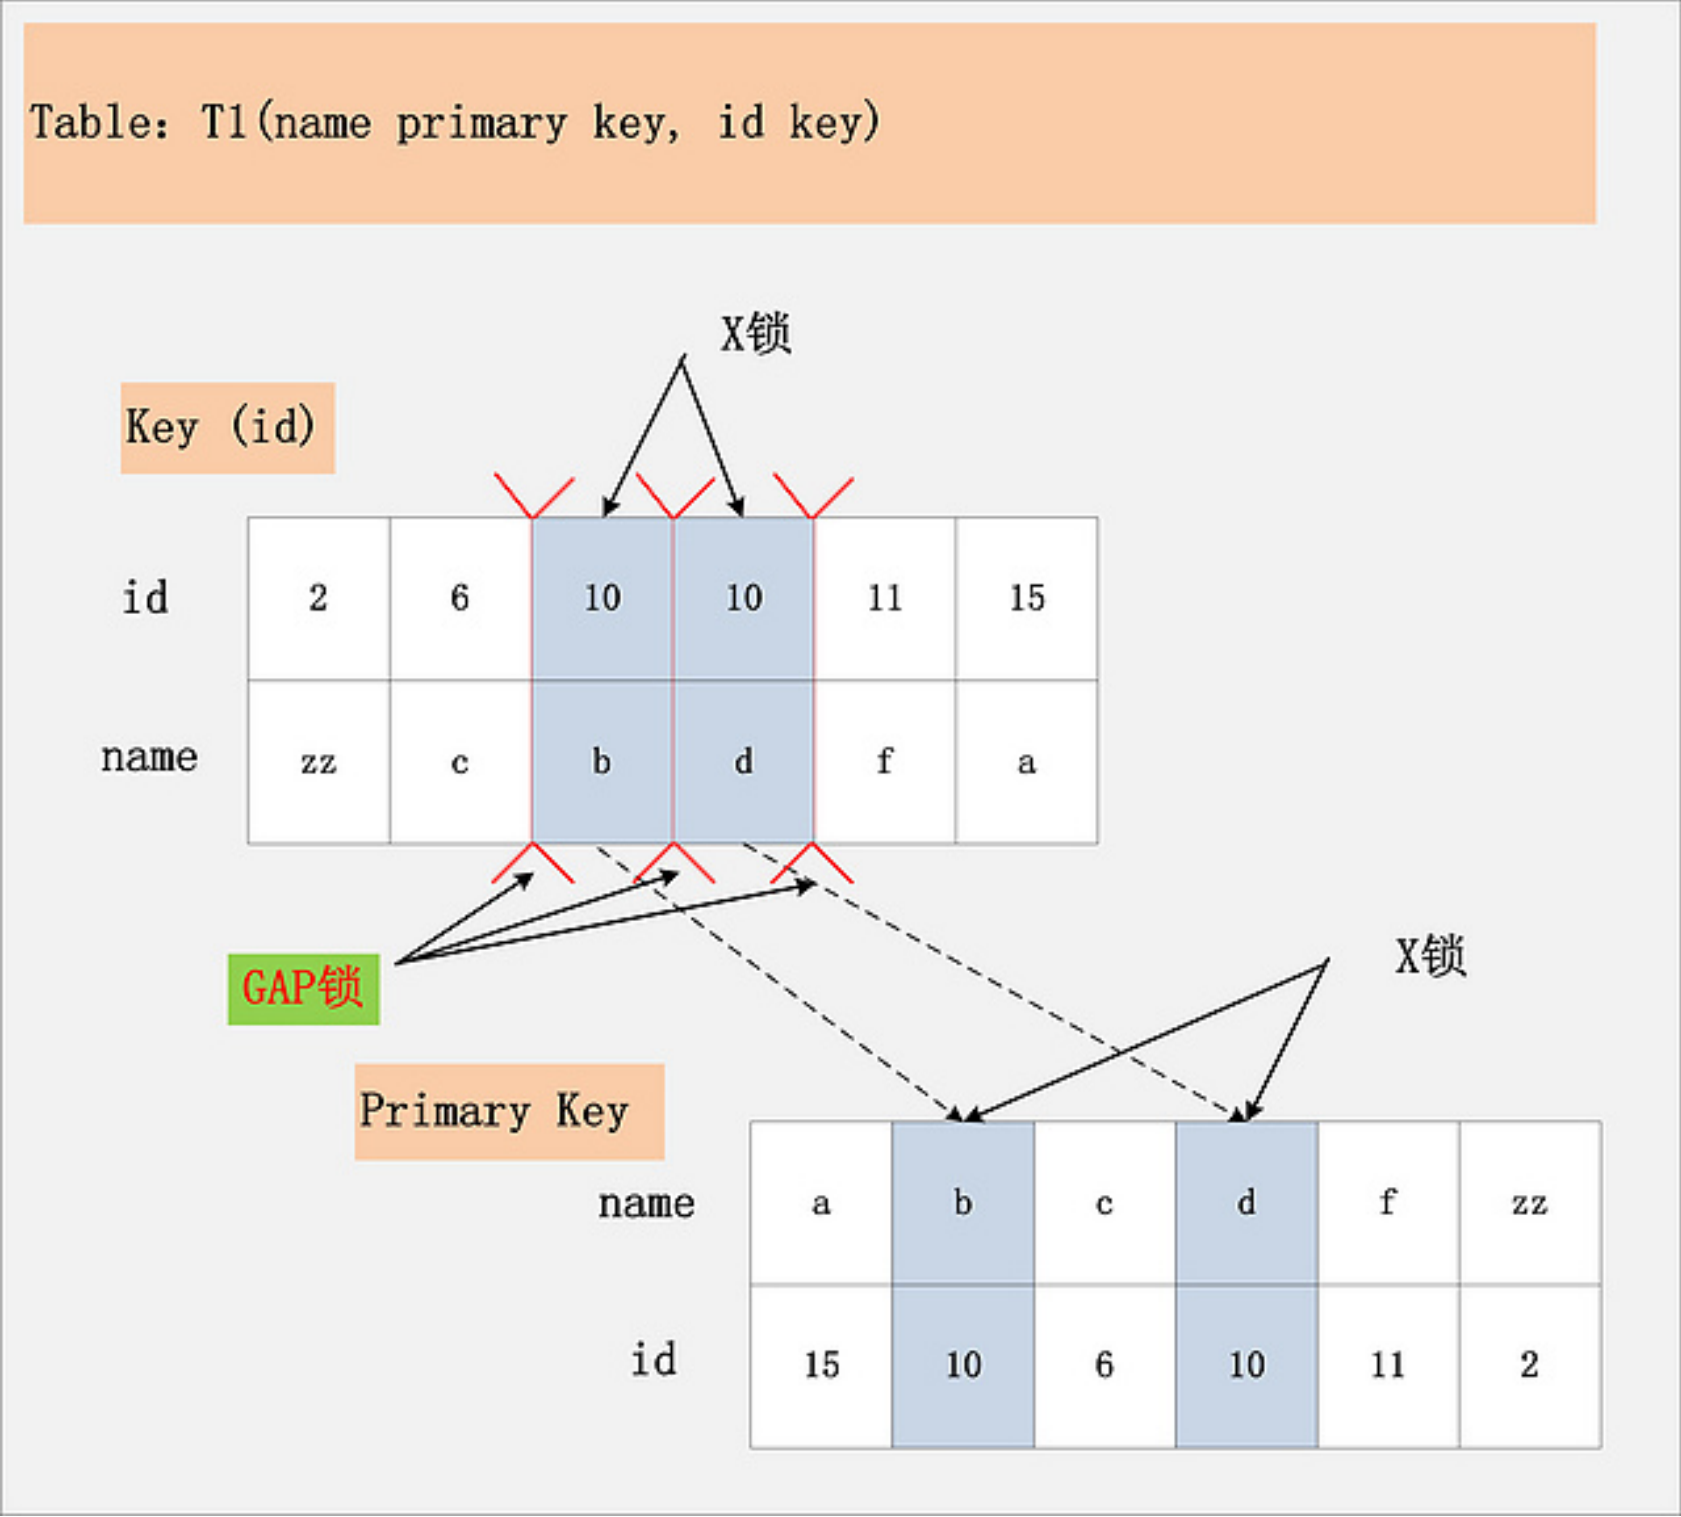 Table: T1(name primary key, id key)
X锁
Key (id)
id 2 6 10 10 11 15
name zz c b d f a
GAP锁
X锁
Primary Key
name a b c d f zz
id 15 10 6 10 11 2